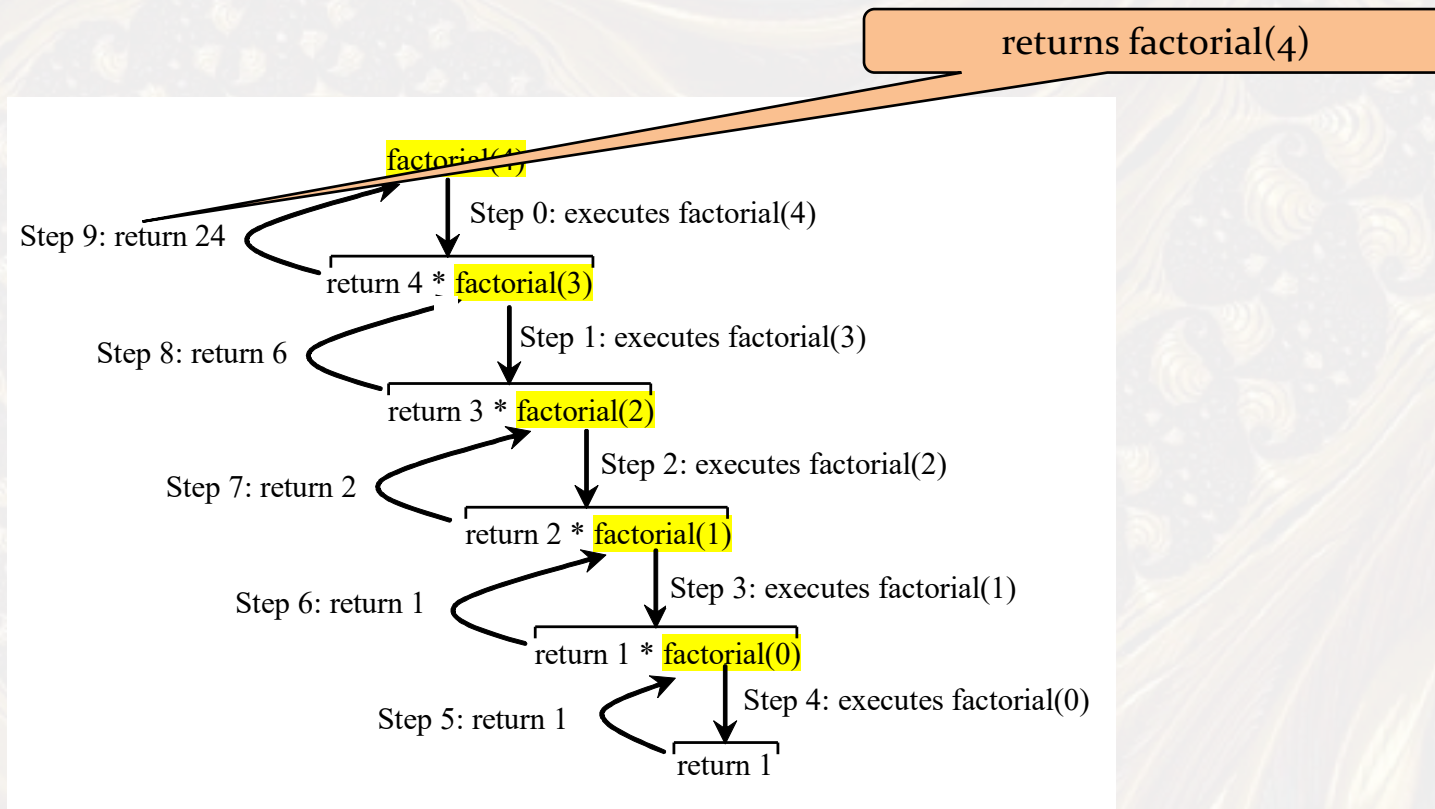 returns factorial(4)
factorial(4)
Step 0: executes factorial(4)
Step 9: return 24
return 4 * factorial(3)
Step 1: executes factorial(3)
Step 8: return 6
return 3 * factorial(2)
Step 2: executes factorial(2)
Step 7: return 2
return 2 * factorial(1)
Step 3: executes factorial(1)
Step 6: return 1
return 1 * factorial(0)
Step 4: executes factorial(0)
Step 5: return 1
return 1